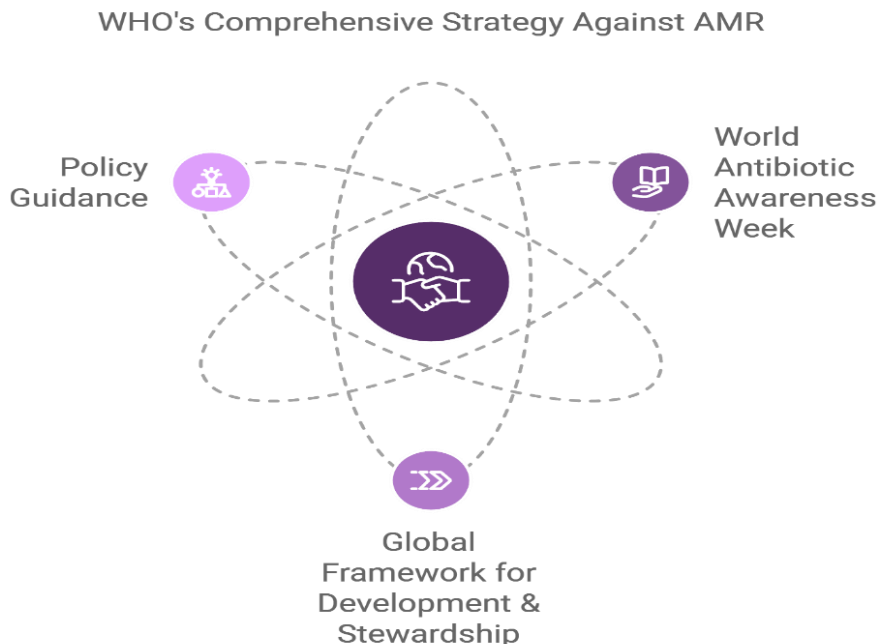 WHO's Comprehensive Strategy Against AMR
Policy
Guidance
World
Antibiotic
Awareness
Week
Global
Framework for
Development &
Stewardship